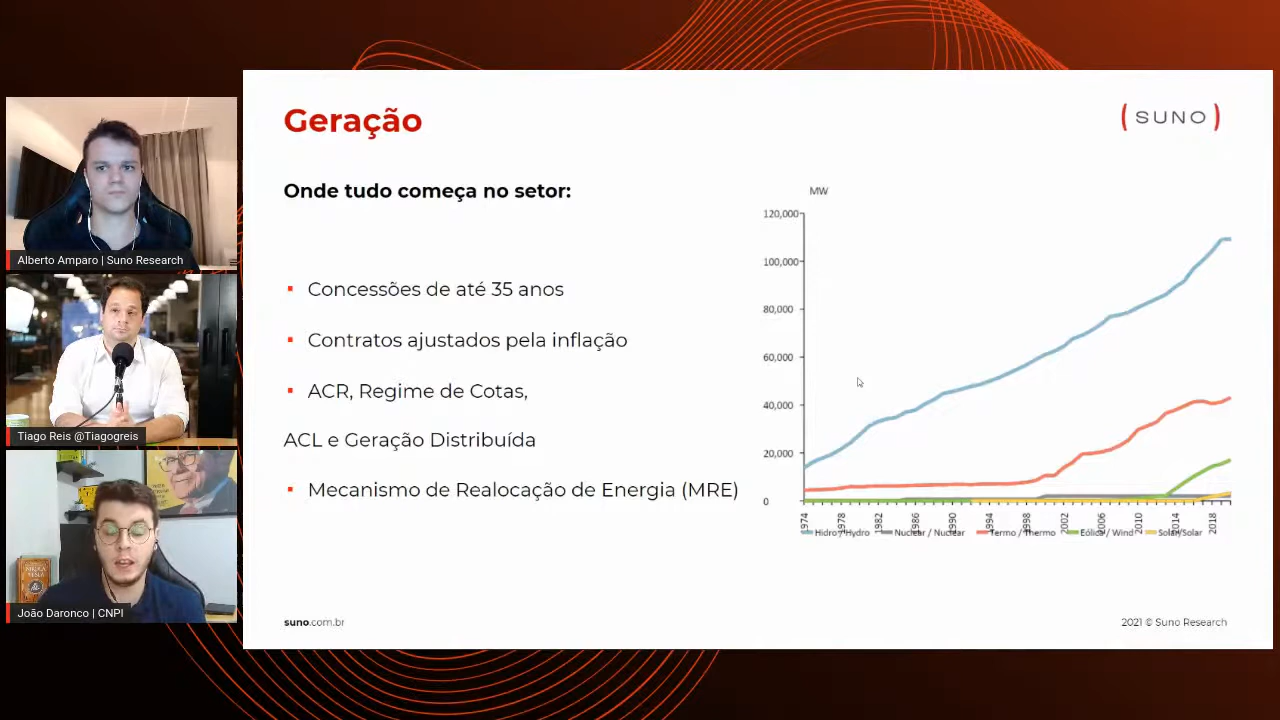 Geração
( SUNO )
Onde tudo começa no setor:
Concessões de até 35 anos
Contratos ajustados pela inflação
ACR, Regime de Cotas,
ACL e Geração Distribuída
Mecanismo de Realocação de Energia (MRE)
MW
120,000
100,000
80,000
60,000
40,000
20,000
0
1974 1978 1982 1986 1990 1994 1998 2002 2006 2010 2014 2018
Hidro / Hydro Nuclear / Nuclear Termo / Thermo Eólica / Wind Solar/Solar
suno.com.br
2021 © Suno Research
Alberto Amparo | Suno Research
Tiago Reis @Tiagogreis
João Daronco | CNPI